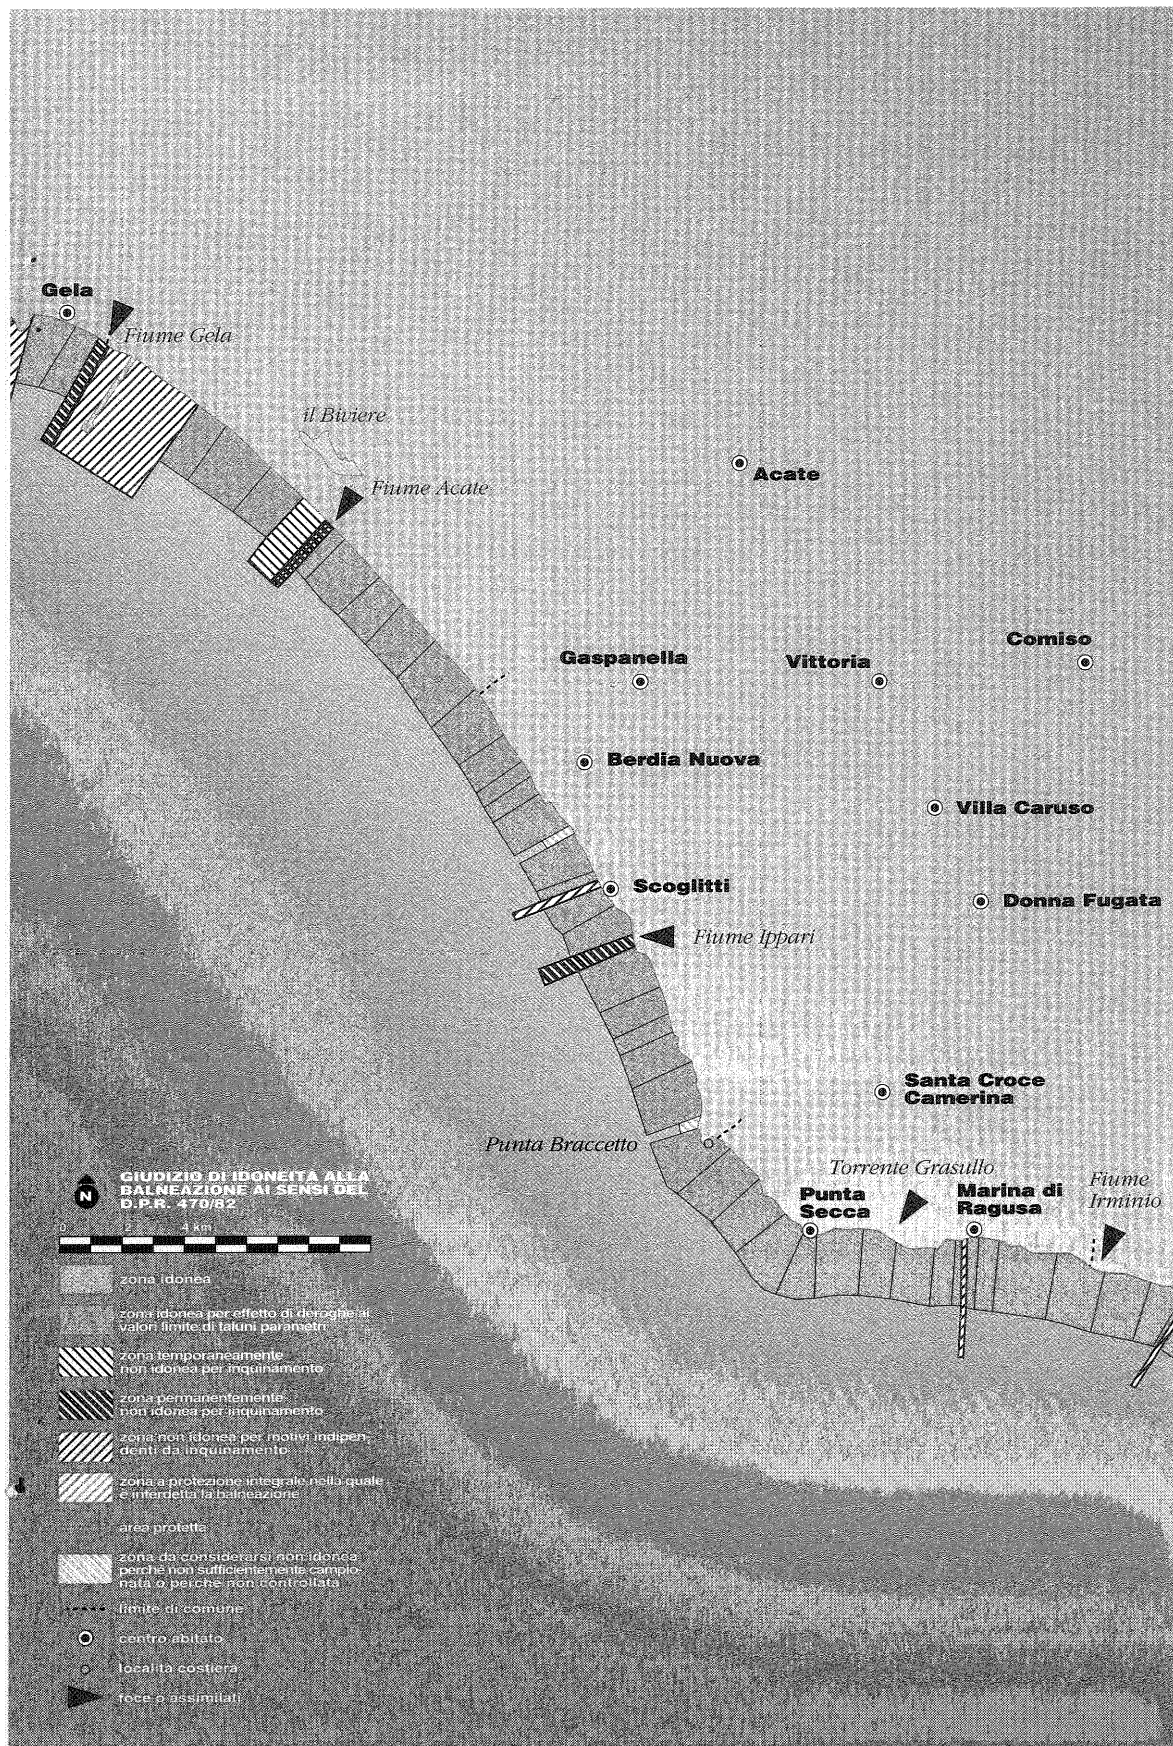 Gela
Fiume Gela
il Biviere
Fiume Acate
Acate
Comiso
Gaspanella
Vittoria
Berdia Nuova
Villa Caruso
Scoglitti
Donna Fugata
Fiume Ippari
Santa Croce
Camerina
Punta Braccetto
Torrente Grasullo
Fiume
Irminio
Punta
Secca
Marina di
Ragusa
GIUDIZIO DI IDONEITÀ ALLA
BALNEAZIONE AI SENSI DEL
D.P.R. 470/82
N
0 2 4 km
zona idonea
zona idonea per effetto di deroghe ai
valori limite di taluni parametri
zona temporaneamente
non idonea per inquinamento
zona permanentemente
non idonea per inquinamento
zona non idonea per motivi indipen-
denti da inquinamento
zona a protezione integrale nella quale
è interdetta la balneazione
area protetta
zona da considerarsi non idonea
perché non sufficientemente campio-
nata o perché non controllata
limite di comune
centro abitato
località costiera
foce o assimilati